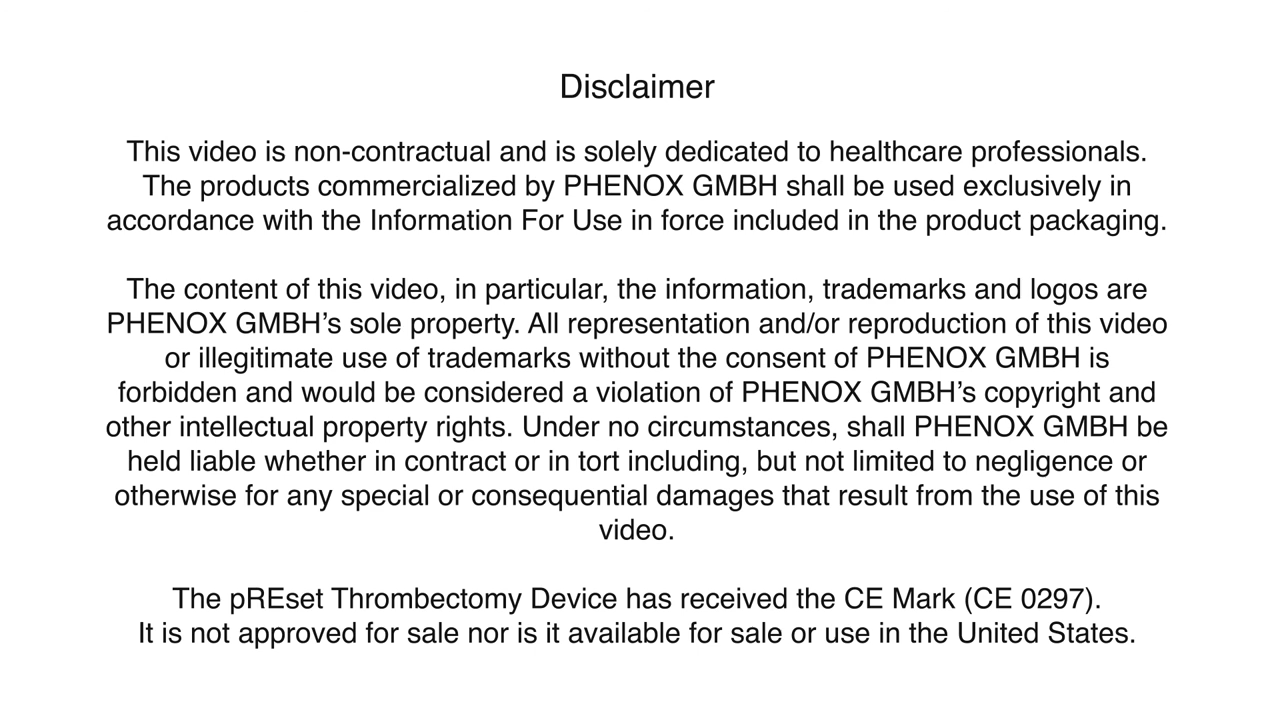 Disclaimer
This video is non-contractual and is solely dedicated to healthcare professionals.
The products commercialized by PHENOX GMBH shall be used exclusively in
accordance with the Information For Use in force included in the product packaging.
The content of this video, in particular, the information, trademarks and logos are
PHENOX GMBH’s sole property. All representation and/or reproduction of this video
or illegitimate use of trademarks without the consent of PHENOX GMBH is
forbidden and would be considered a violation of PHENOX GMBH’s copyright and
other intellectual property rights. Under no circumstances, shall PHENOX GMBH be
held liable whether in contract or in tort including, but not limited to negligence or
otherwise for any special or consequential damages that result from the use of this
video.
The pREset Thrombectomy Device has received the CE Mark (CE 0297).
It is not approved for sale nor is it available for sale or use in the United States.